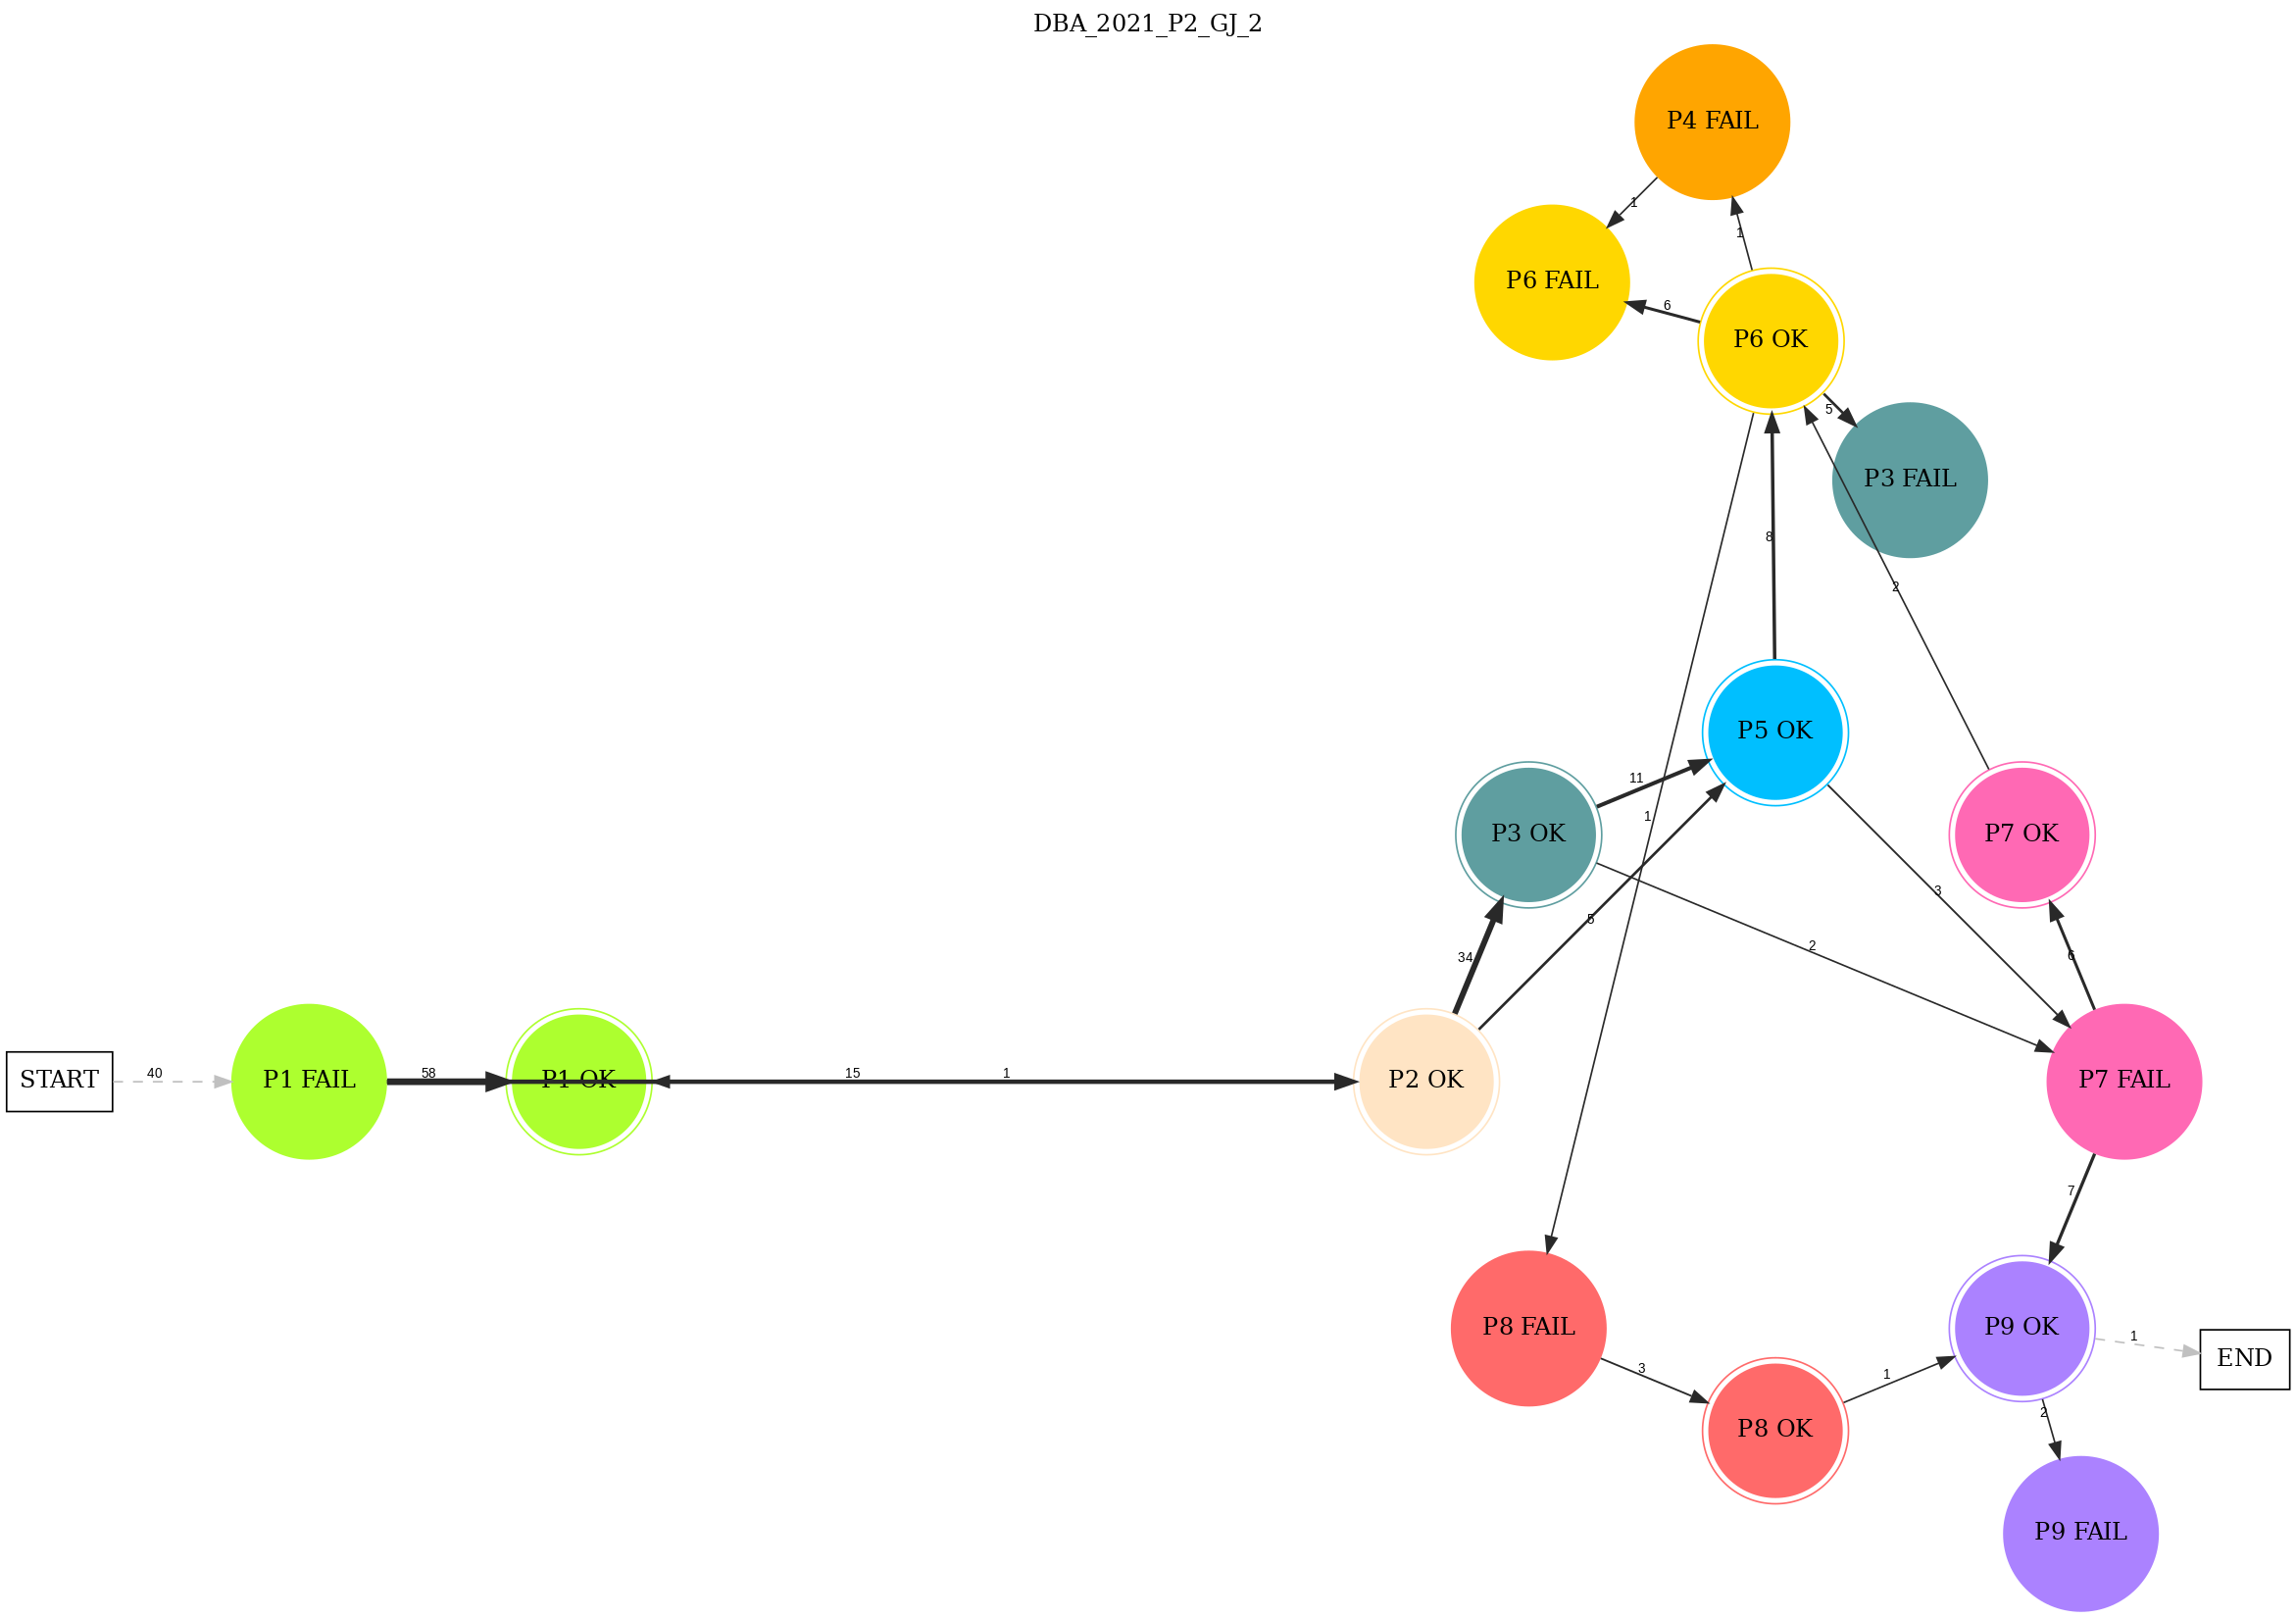 DBA_2021_P2_GJ_2
P4 FAIL
1
1
P6 FAIL
6
P6 OK
5
P3 FAIL
8
2
P5 OK
11
1
P3 OK
P7 OK
3
5
34
2
6
START
40
P1 FAIL
58
P1 OK
15
1
P2 OK
P7 FAIL
7
P8 FAIL
P9 OK
1
END
3
1
P8 OK
2
P9 FAIL